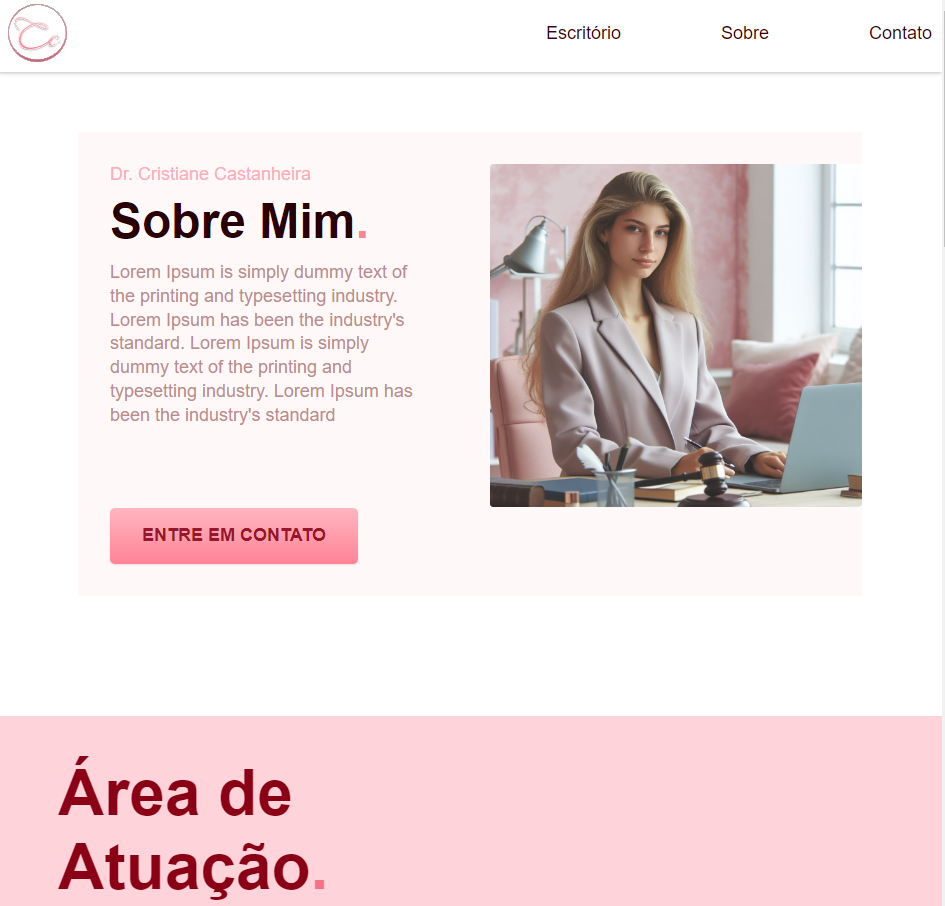 Escritório Sobre Contato
Dr. Cristiane Castanheira
Sobre Mim.
Lorem Ipsum is simply dummy text of
the printing and typesetting industry.
Lorem Ipsum has been the industry's
standard. Lorem Ipsum is simply
dummy text of the printing and
typesetting industry. Lorem Ipsum has
been the industry's standard
ENTRE EM CONTATO
Área de
Atuação.